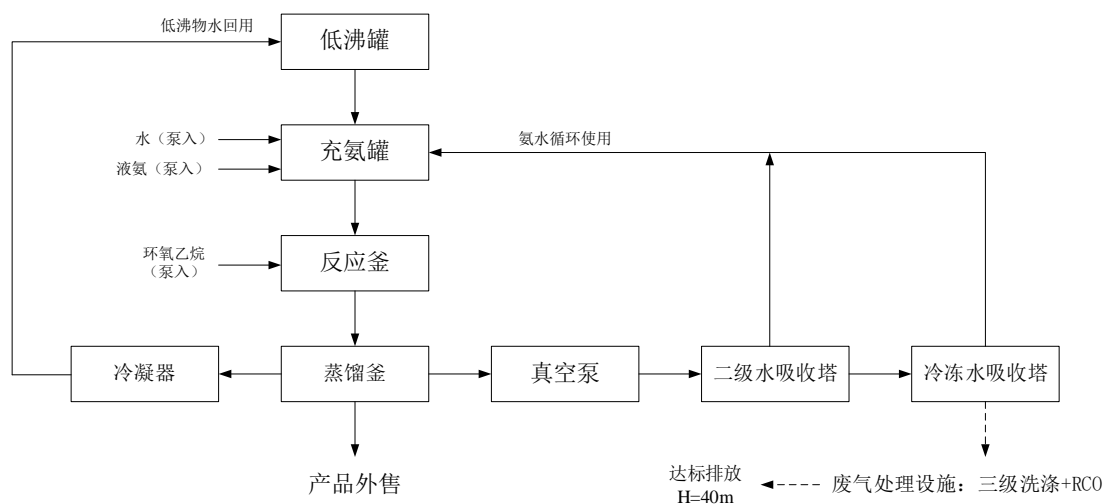 低沸物水回用
低沸罐
水（泵入）
充氨罐
氨水循环使用
液氨（泵入）
环氧乙烷
（泵入）
反应釜
冷凝器
蒸馏釜
真空泵
二级水吸收塔
冷冻水吸收塔
产品外售
达标排放
H=40m
废气处理设施：三级洗涤+RCO